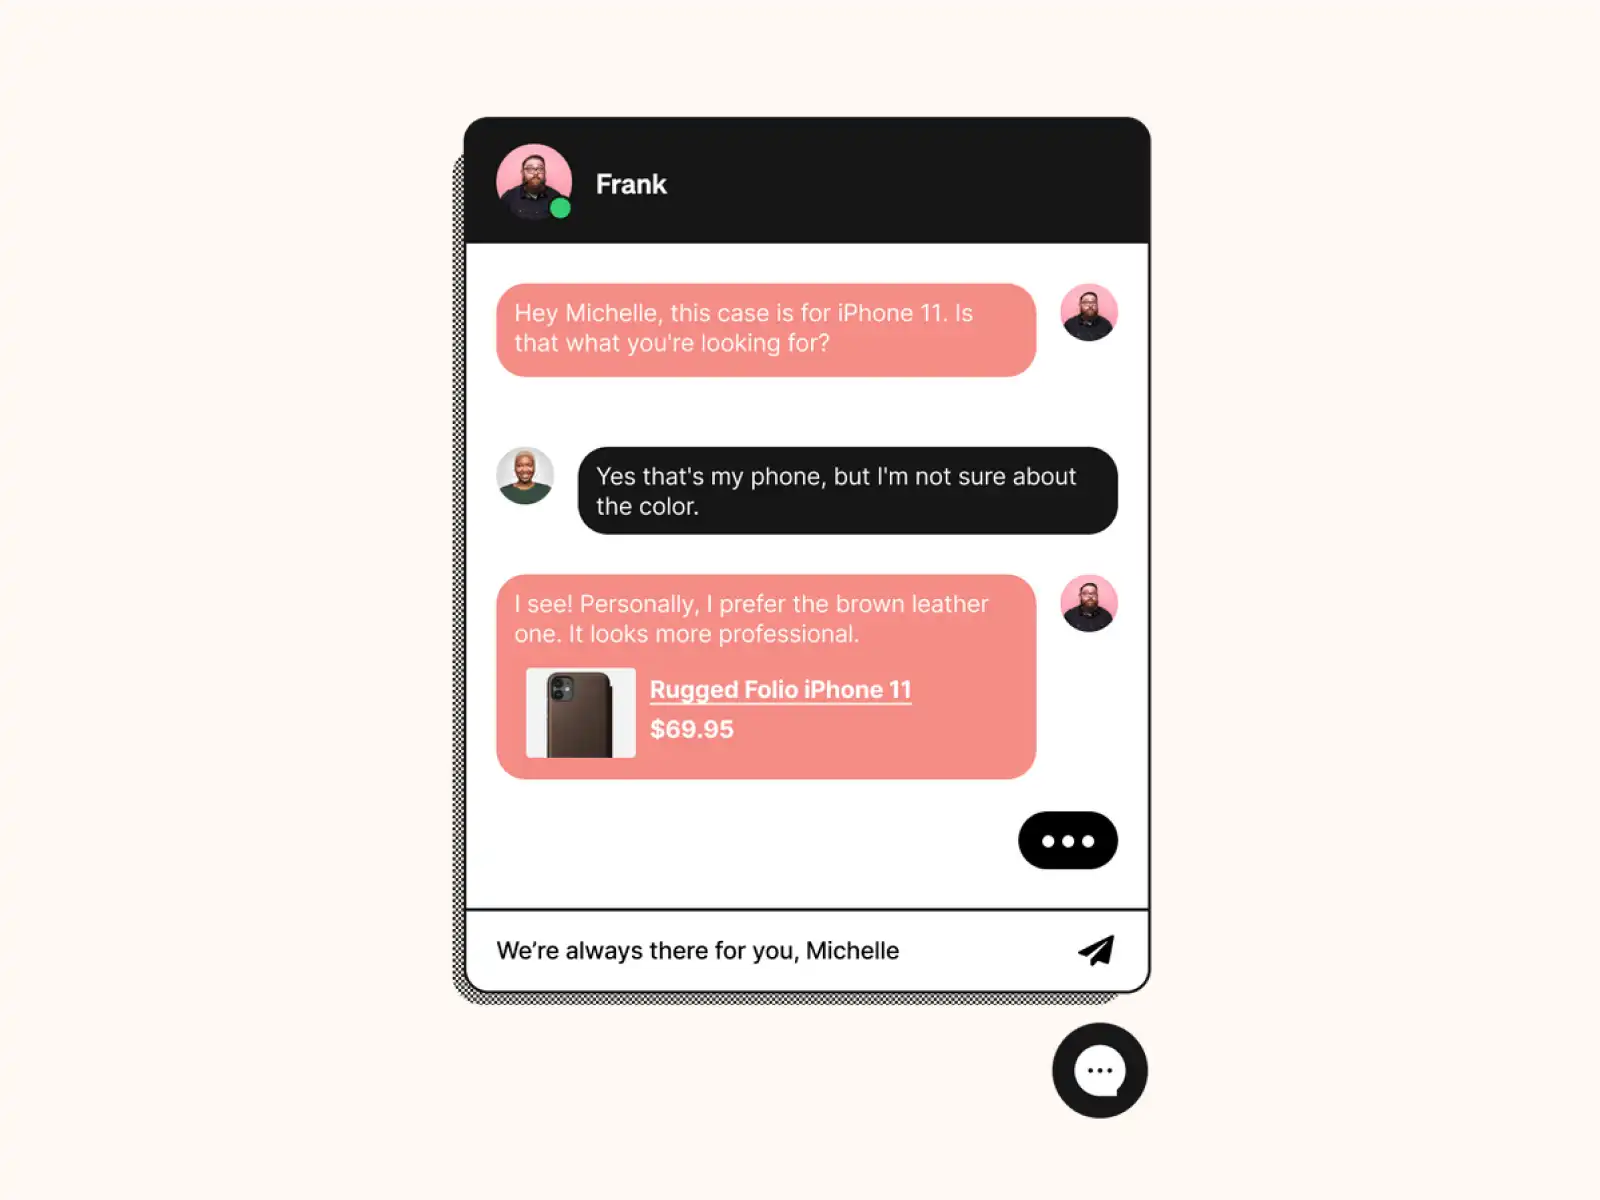 Frank
Hey Michelle, this case is for iPhone 11. Is
that what you're looking for?
Yes that's my phone, but I'm not sure about
the color.
I see! Personally, I prefer the brown leather
one. It looks more professional.
Rugged Folio iPhone 11
$69.95
We’re always there for you, Michelle